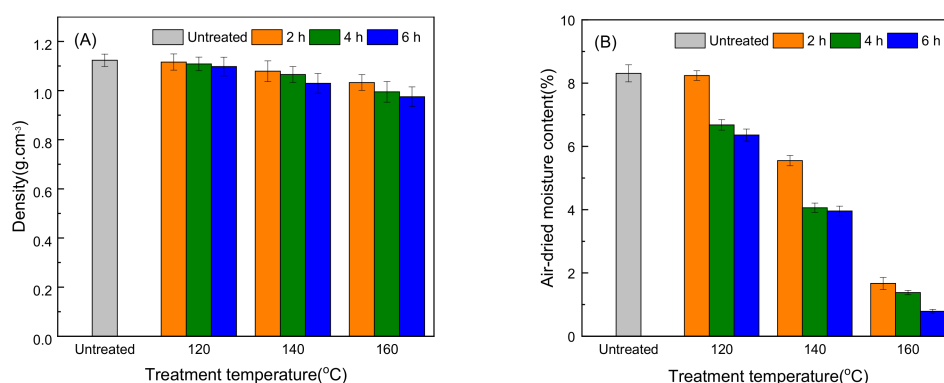 (A)
Untreated 2 h 4 h 6 h
1.2
1.0
0.8
0.6
0.4
0.2
0.0
Density(g.cm-3)
Untreated 120 140 160
Treatment temperature(oC)
(B)
Untreated 2 h 4 h 6 h
10
8
6
4
2
0
Air-dried moisture content(%)
Untreated 120 140 160
Treatment temperature(oC)